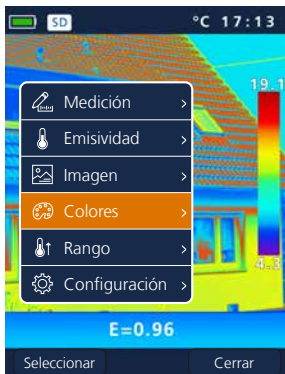 SD °C 17:13
19.1
Medición
Emisividad
Imagen
Colores
Rango
Configuración
4.3
E=0.96
Seleccionar Cerrar